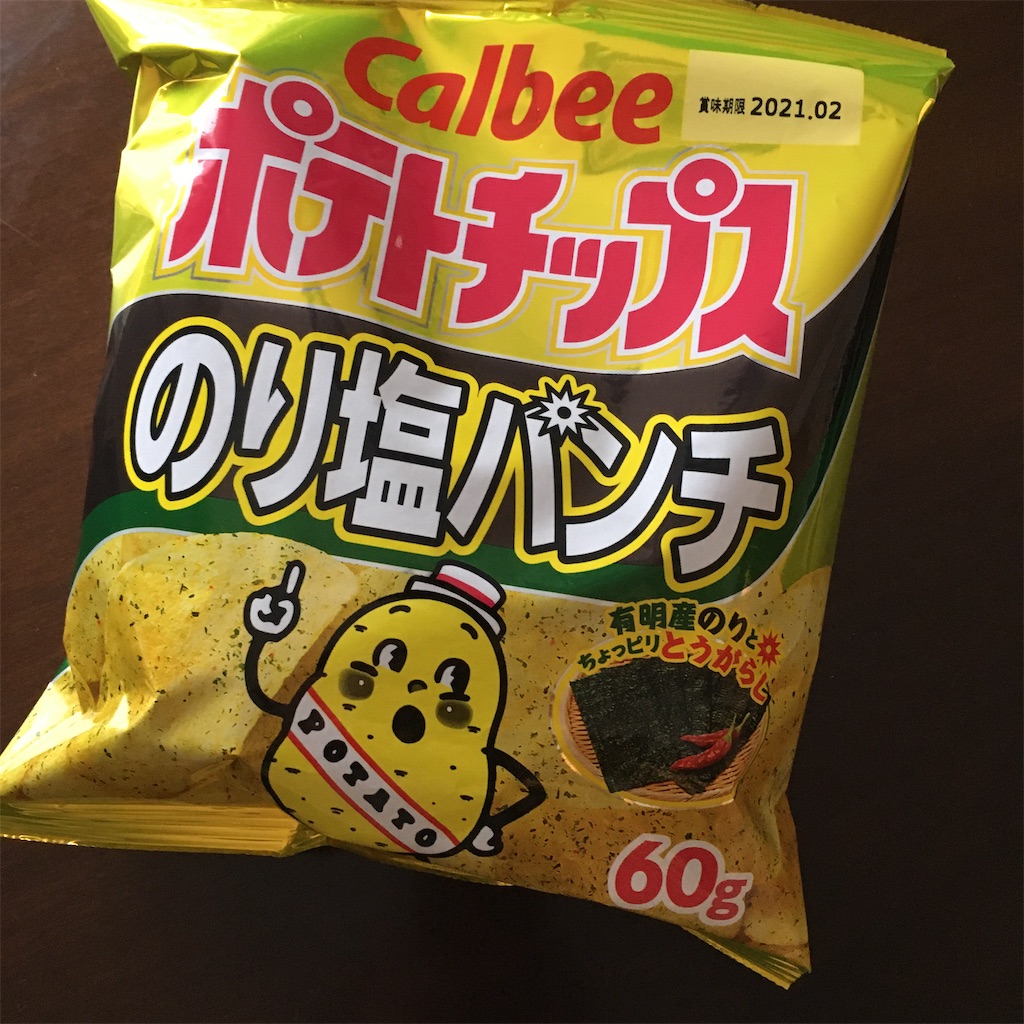 Calbee
賞味期限 2021.02
ポテトチップス
のり塩パンチ
有明産のりと
ちょっピリとうがらし
POTATO
60g